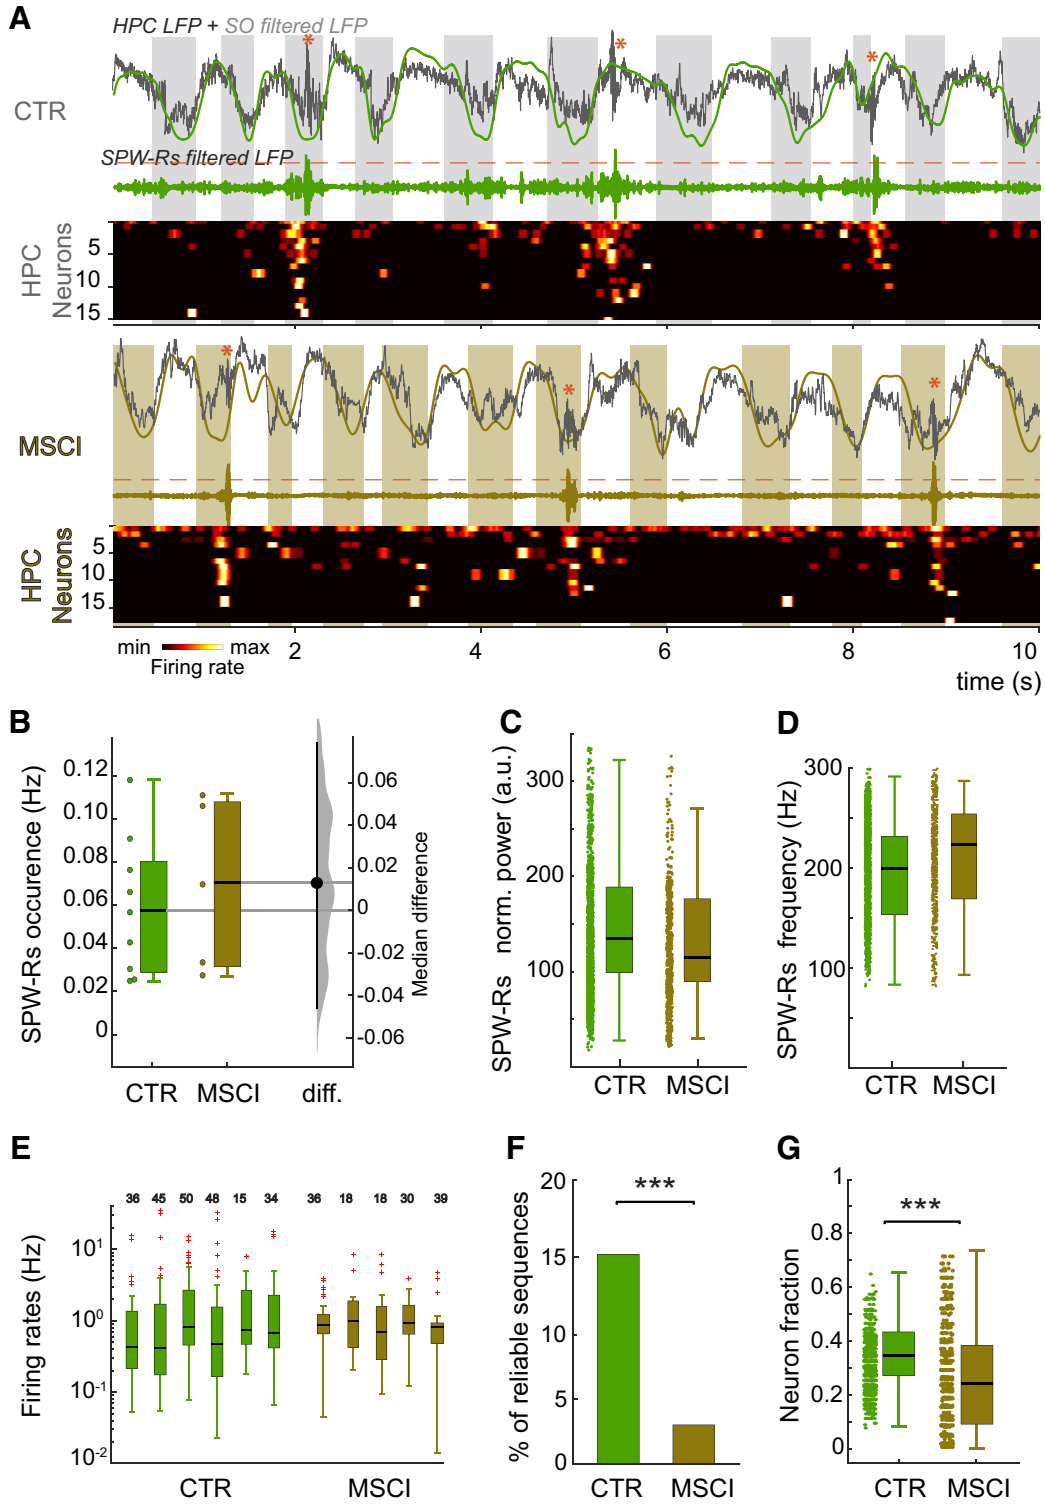 A
HPC LFP + SO filtered LFP
* * *
CTR
SPW-Rs filtered LFP
HPC
Neurons
5
10
15
* * *
MSCI
HPC
Neurons
5
10
15
min max
Firing rate
2 4 6 8 10
time (s)
B
SPW-Rs occurence (Hz)
0.12
0.10
0.08
0.06
0.04
0.02
0
0.06
0.04
0.02
0
-0.02
-0.04
-0.06
Median difference
CTR MSCI diff.
C
SPW-Rs norm. power (a.u.)
300
200
100
CTR MSCI
D
SPW-Rs frequency (Hz)
300
200
100
CTR MSCI
E
Firing rates (Hz)
36 45 50 48 15 34 36 18 18 30 39
10¹
10⁰
10⁻¹
10⁻²
CTR MSCI
F
% of reliable sequences
20
15
10
5
0
***
CTR MSCI
G
Neuron fraction
1
0.8
0.6
0.4
0.2
0
***
CTR MSCI